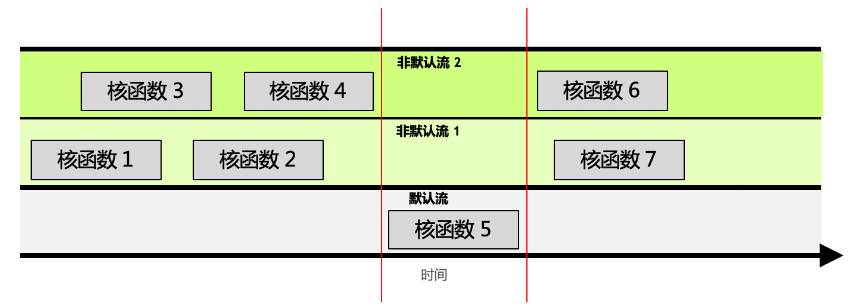 非默认流 2
核函数 3
核函数 4
核函数 6
非默认流 1
核函数 1
核函数 2
核函数 7
默认流
核函数 5
时间